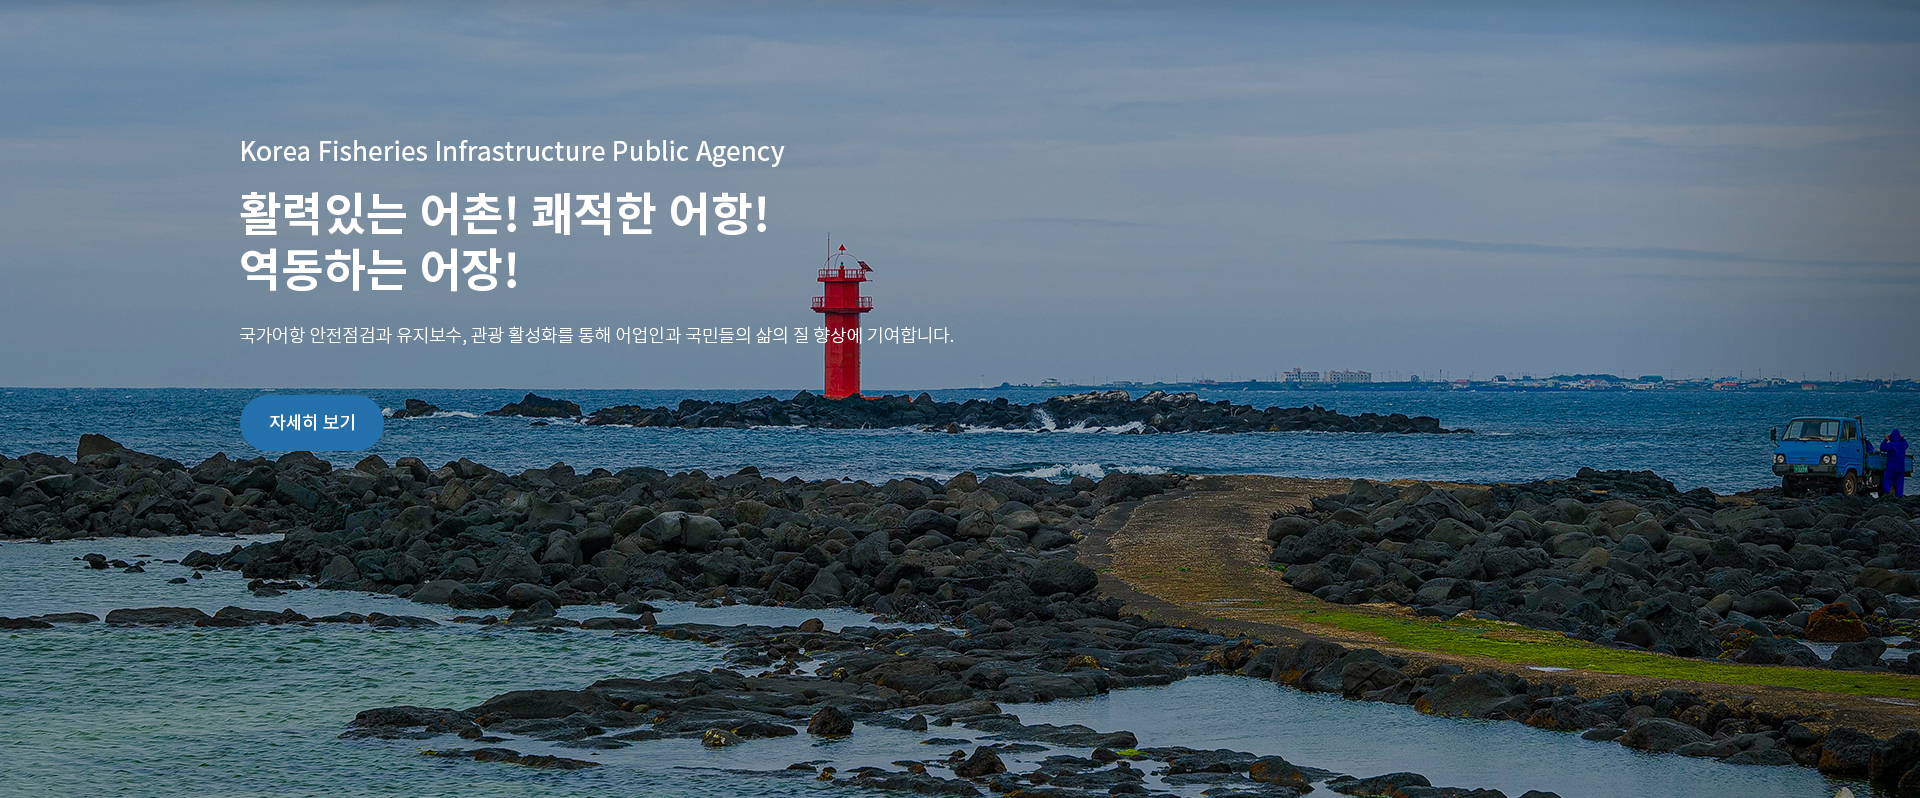 Korea Fisheries Infrastructure Public Agency
활력있는 어촌! 쾌적한 어항!
역동하는 어장!
국가어항 안전점검과 유지보수, 관광 활성화를 통해 어업인과 국민들의 삶의 질 향상에 기여합니다.
자세히 보기